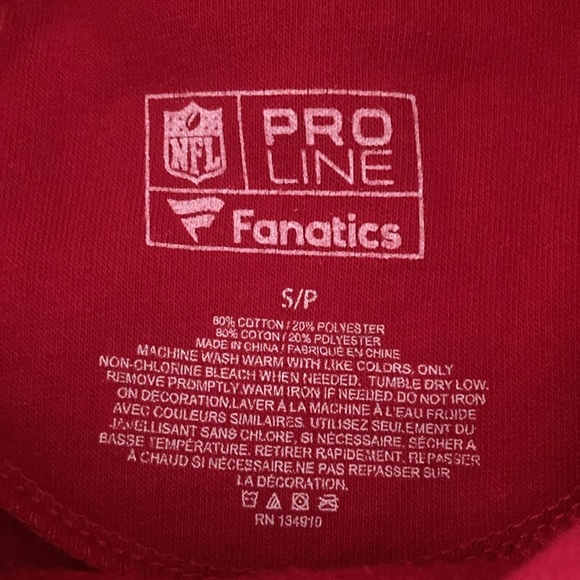 NFL
PRO
LINE
Fanatics
S/P
80% COTTON / 20% POLYESTER
80% COTON / 20% POLYESTER
MADE IN CHINA / FABRIQUÉ EN CHINE
MACHINE WASH WARM WITH LIKE COLORS, ONLY
NON-CHLORINE BLEACH WHEN NEEDED. TUMBLE DRY LOW.
REMOVE PROMPTLY.WARM IRON IF NEEDED.DO NOT IRON
ON DECORATION.LAVER À LA MACHINE À L'EAU FROIDE
AVEC COULEURS SIMILAIRES. UTILISEZ SEULEMENT DU
JAVELLISANT SANS CHLORE, SI NÉCESSAIRE. SÉCHER À
BASSE TEMPÉRATURE. RETIRER RAPIDEMENT. REPASSER
À CHAUD SI NÉCESSAIRE.NE PAS REPASSER SUR
LA DÉCORATION.
RN 134910